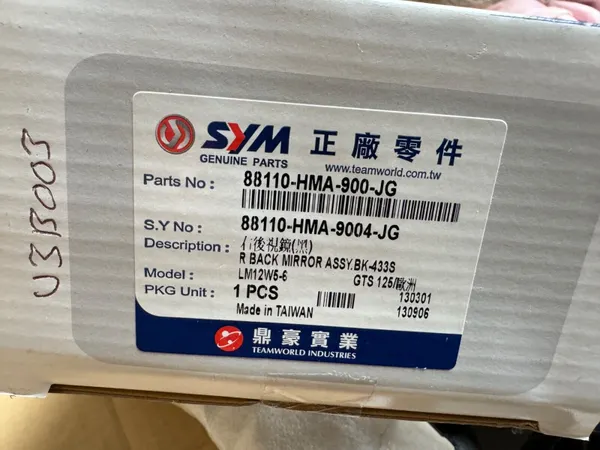 SYM 正廠零件
GENUINE PARTS www.teamworld.com.tw
Parts No : 88110-HMA-900-JG
S.Y No : 88110-HMA-9004-JG
Description : 右後視鏡(黑)
R BACK MIRROR ASSY.BK-433S
Model : LM12W5-6 GTS 125/歐洲
PKG Unit : 1 PCS 130301
Made in TAIWAN 130906
鼎豪實業
TEAMWORLD INDUSTRIES
U3B003